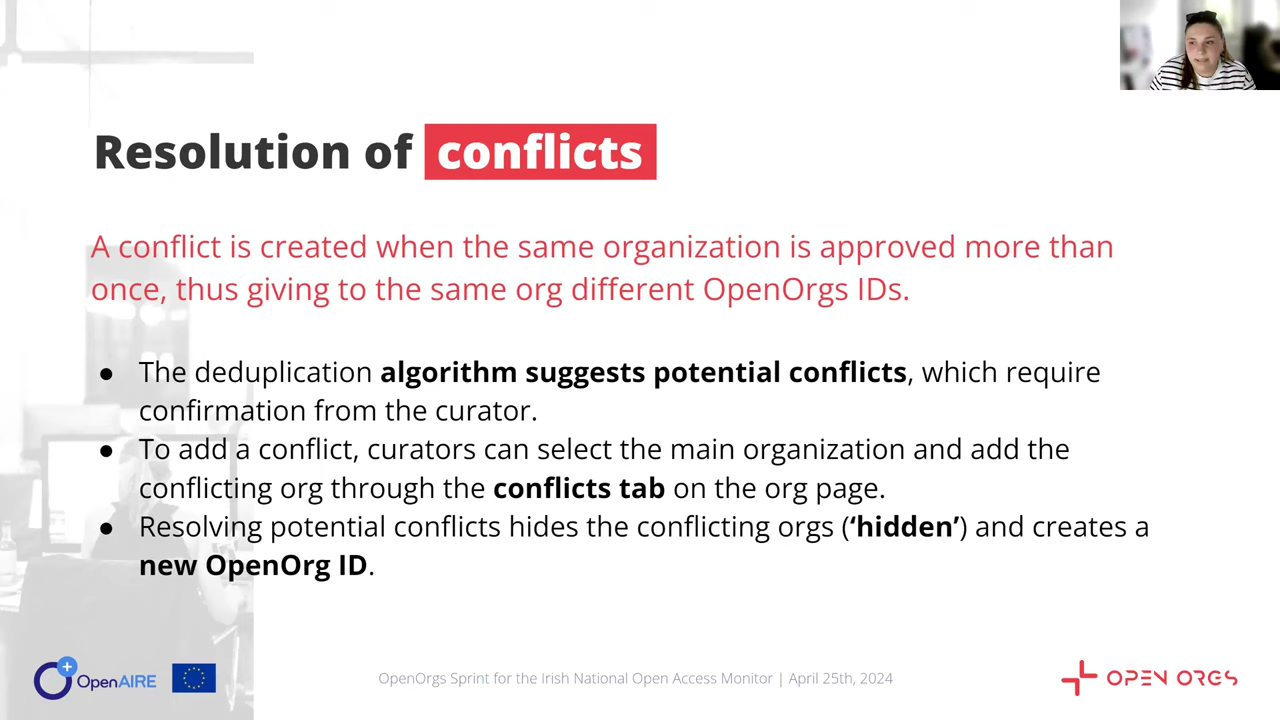 Resolution of conflicts
A conflict is created when the same organization is approved more than
once, thus giving to the same org different OpenOrgs IDs.
● The deduplication algorithm suggests potential conflicts, which require
confirmation from the curator.
● To add a conflict, curators can select the main organization and add the
conflicting org through the conflicts tab on the org page.
● Resolving potential conflicts hides the conflicting orgs (‘hidden’) and creates a
new OpenOrg ID.
OpenAIRE
OpenOrgs Sprint for the Irish National Open Access Monitor | April 25th, 2024
OPEN ORGS